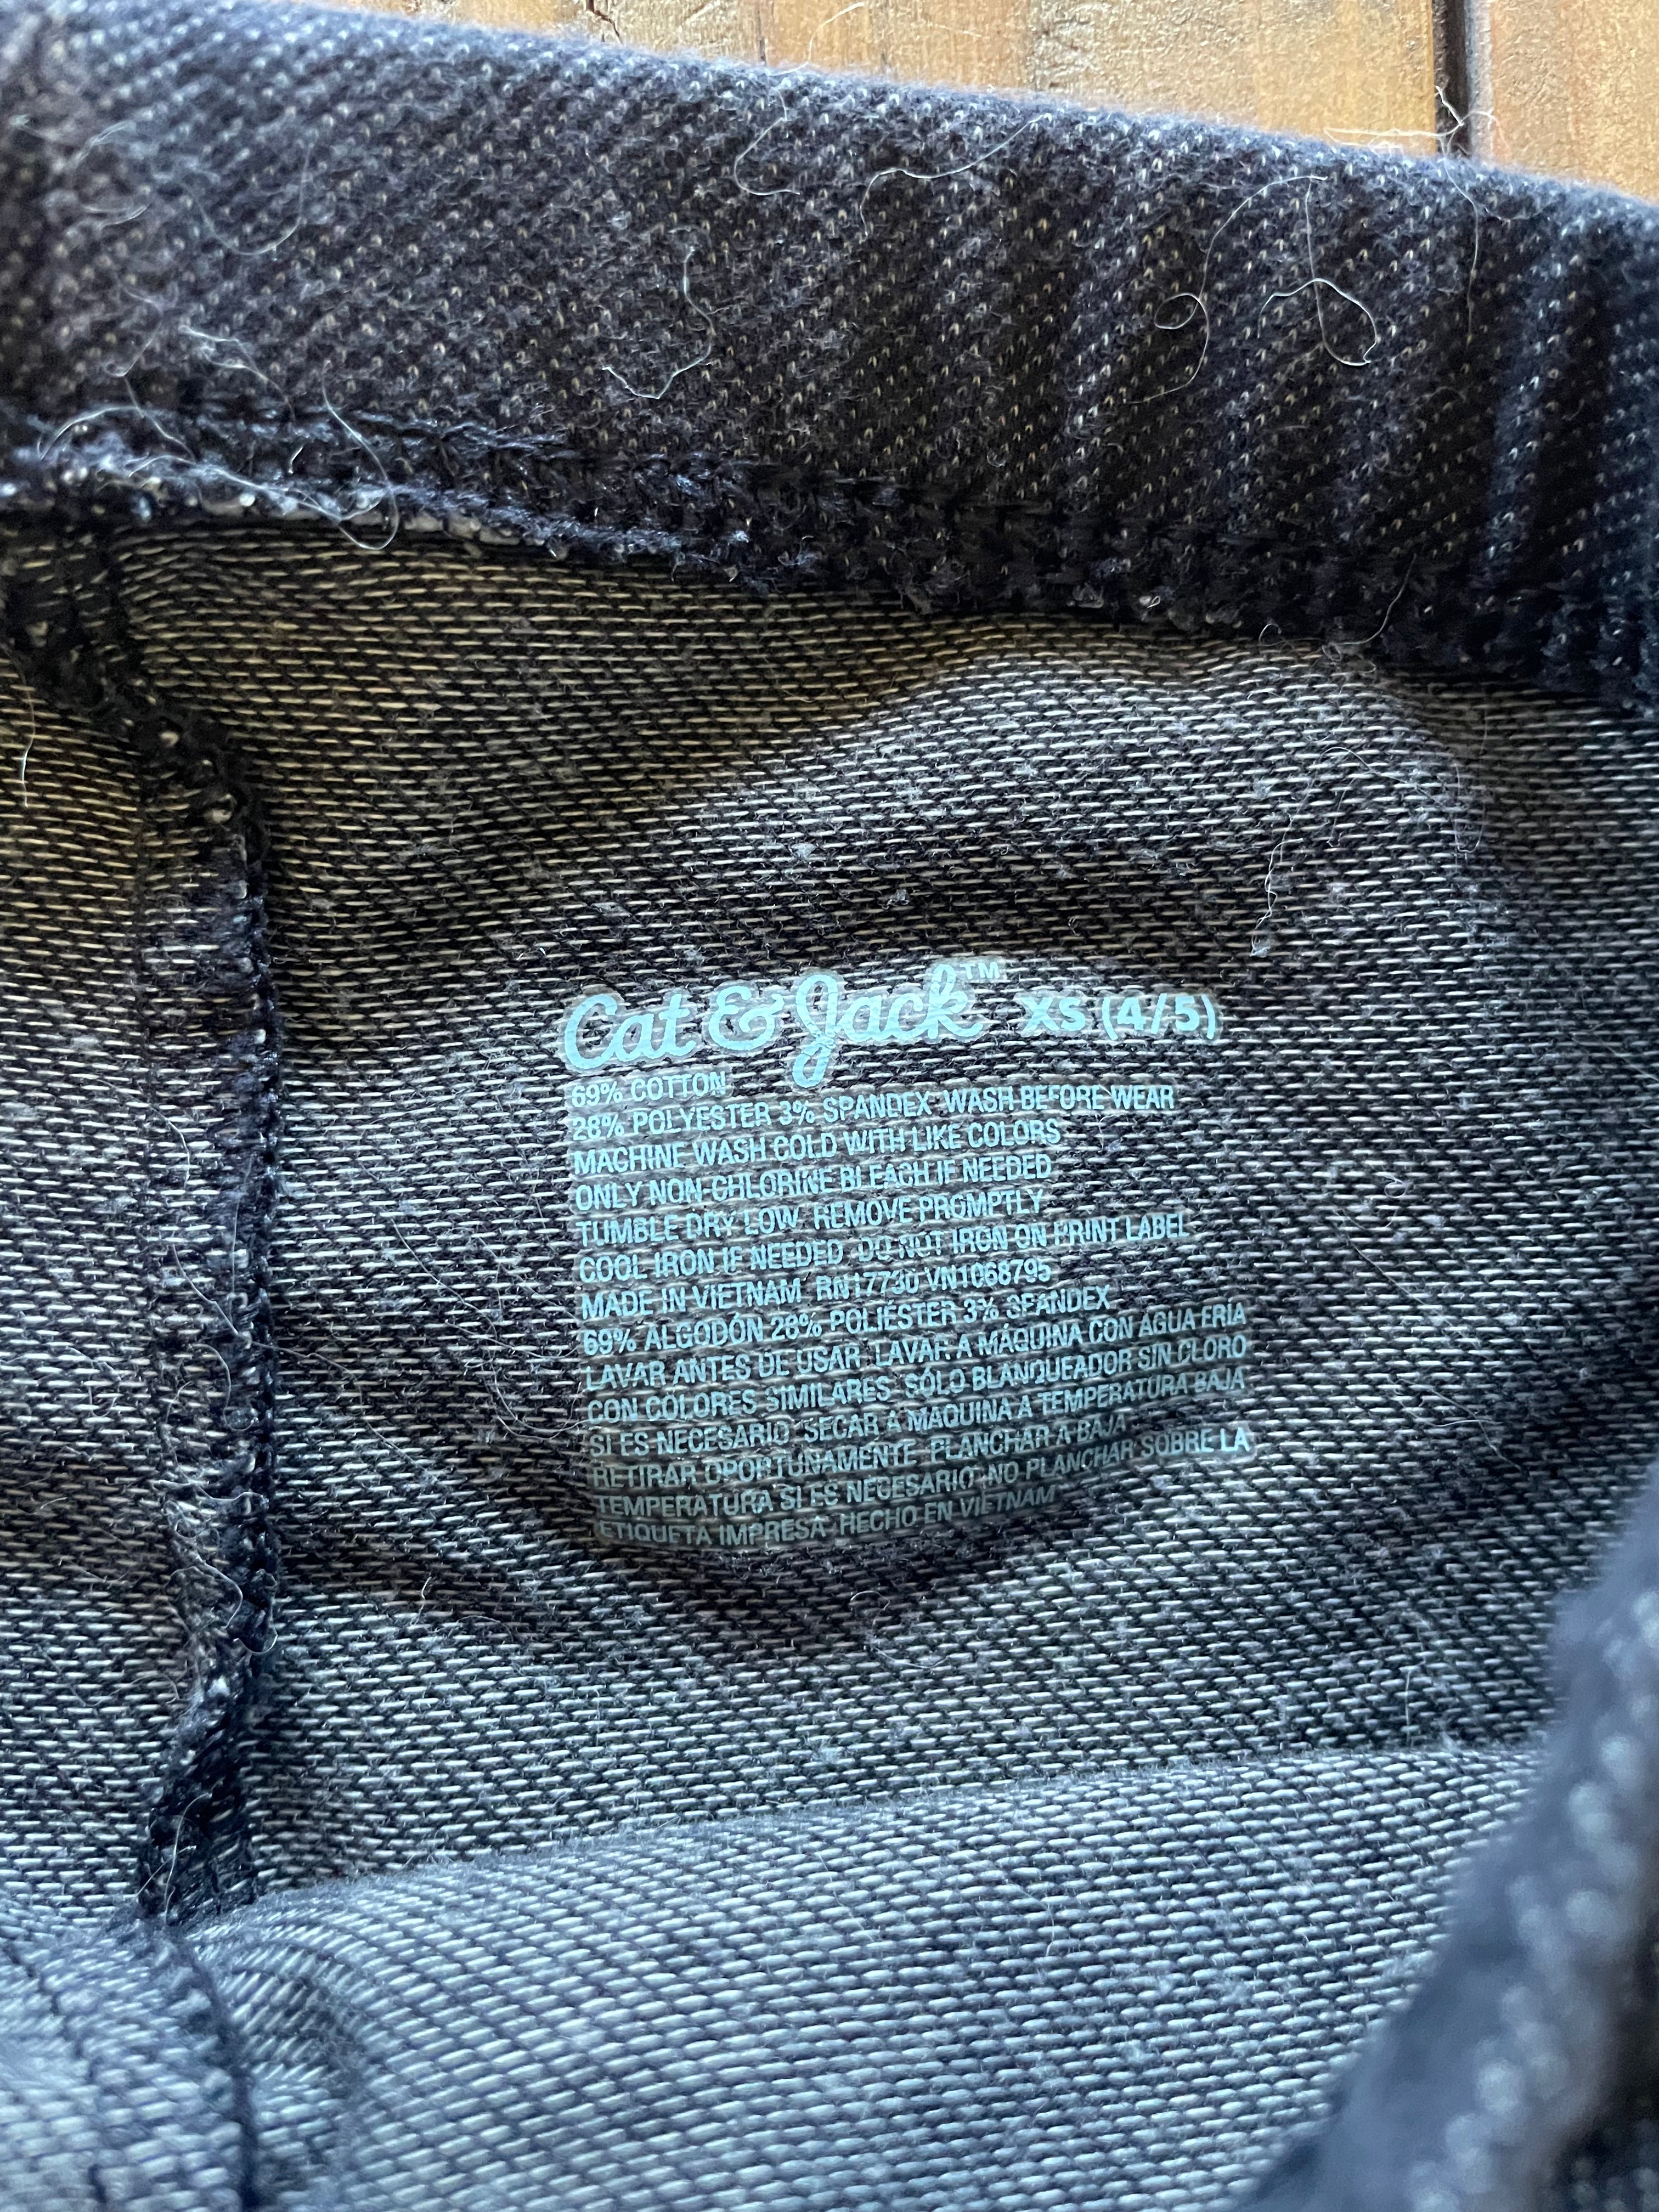 Cat & Jack™ XS (4/5)
69% COTTON
28% POLYESTER 3% SPANDEX WASH BEFORE WEAR
MACHINE WASH COLD WITH LIKE COLORS
ONLY NON-CHLORINE BLEACH IF NEEDED
TUMBLE DRY LOW REMOVE PROMPTLY
COOL IRON IF NEEDED DO NOT IRON ON PRINT LABEL
MADE IN VIETNAM RN17730 VN1068795
69% ALGODÓN 28% POLIÉSTER 3% SPANDEX
LAVAR ANTES DE USAR LAVAR A MÁQUINA CON AGUA FRÍA
CON COLORES SIMILARES SÓLO BLANQUEADOR SIN CLORO
SI ES NECESARIO SECAR A MÁQUINA A TEMPERATURA BAJA
RETIRAR OPORTUNAMENTE PLANCHAR A BAJA
TEMPERATURA SI ES NECESARIO NO PLANCHAR SOBRE LA
ETIQUETA IMPRESA HECHO EN VIETNAM